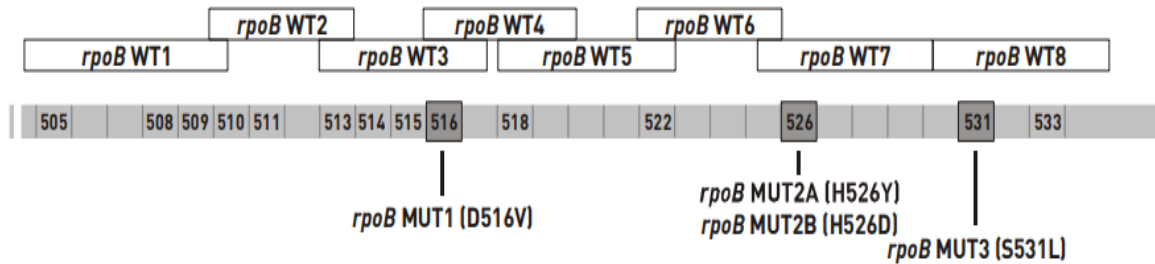 rpoB WT2 rpoB WT4 rpoB WT6
rpoB WT1 rpoB WT3 rpoB WT5 rpoB WT7 rpoB WT8
505 508 509 510 511 513 514 515 516 518 522 526 531 533
rpoB MUT1 (D516V)
rpoB MUT2A (H526Y)
rpoB MUT2B (H526D)
rpoB MUT3 (S531L)